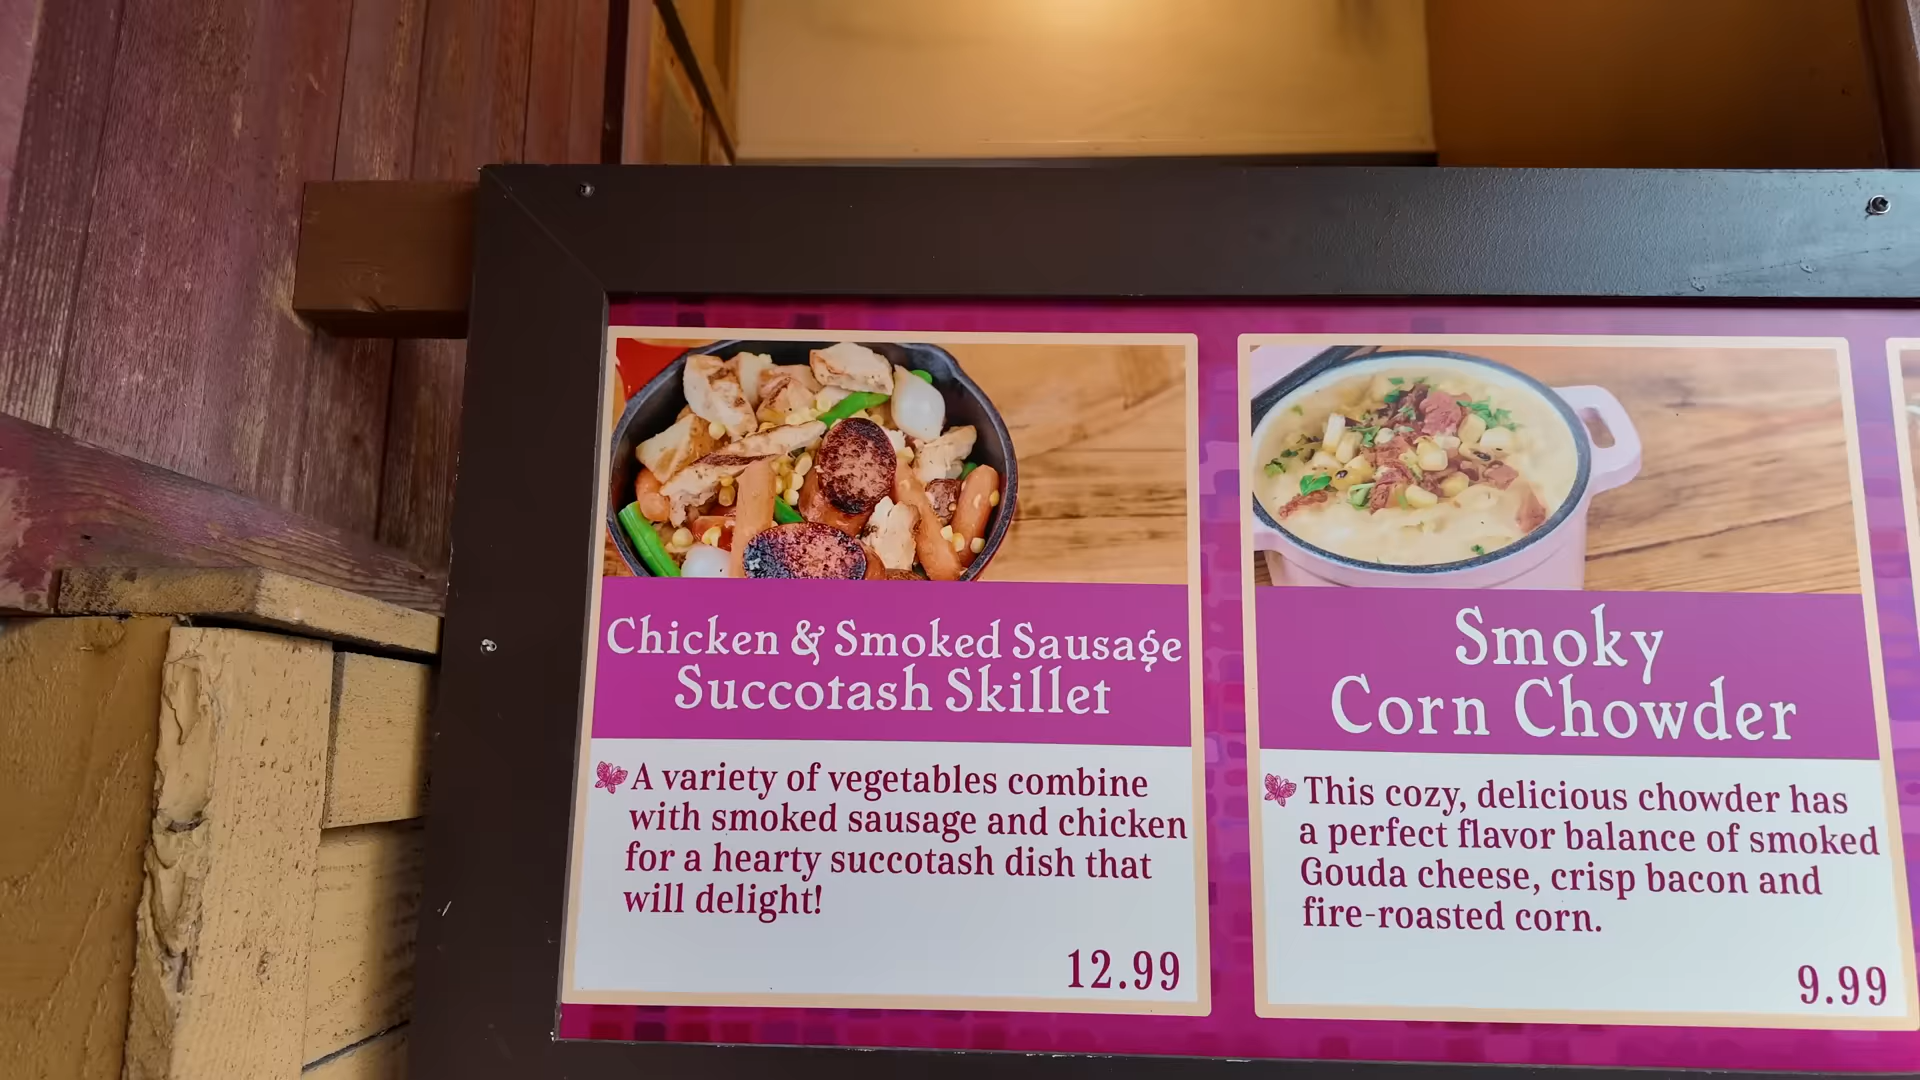 Chicken & Smoked Sausage
Succotash Skillet
A variety of vegetables combine
with smoked sausage and chicken
for a hearty succotash dish that
will delight!
12.99
Smoky
Corn Chowder
This cozy, delicious chowder has
a perfect flavor balance of smoked
Gouda cheese, crisp bacon and
fire-roasted corn.
9.99